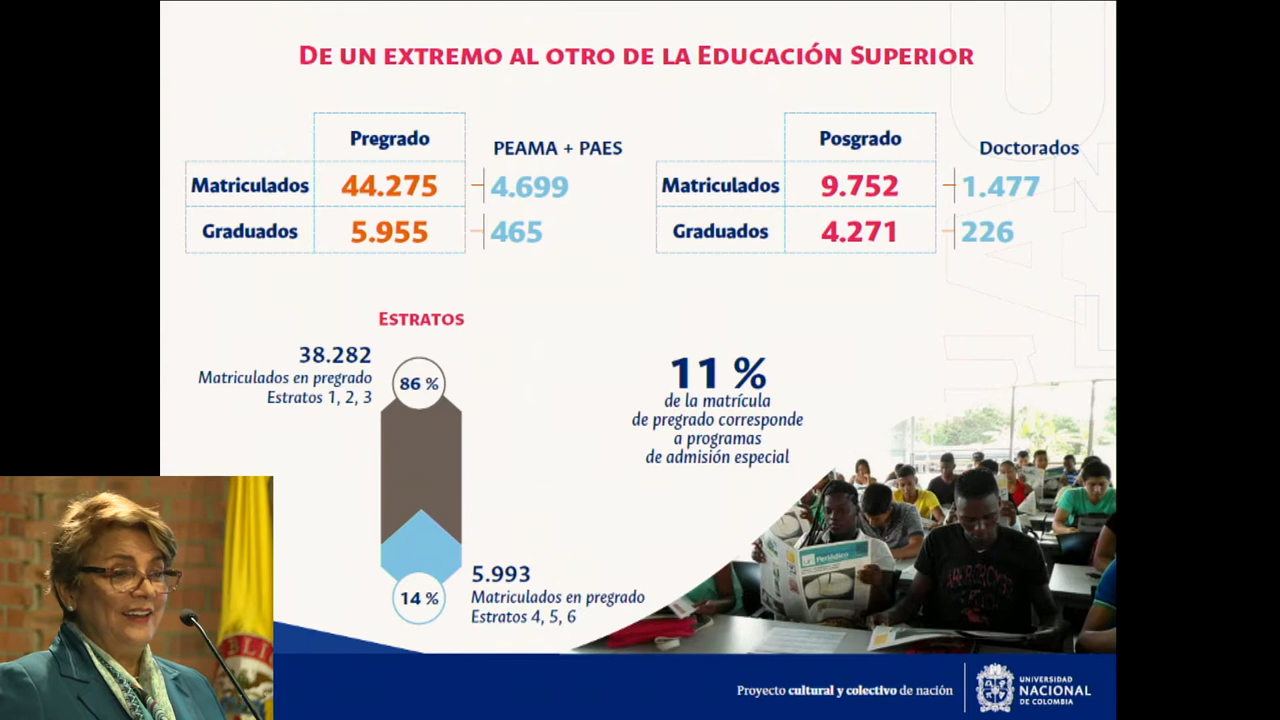 DE UN EXTREMO AL OTRO DE LA EDUCACIÓN SUPERIOR
Pregrado
PEAMA + PAES
Matriculados 44.275 4.699
Graduados 5.955 465
Posgrado
Doctorados
Matriculados 9.752 1.477
Graduados 4.271 226
ESTRATOS
38.282
Matriculados en pregrado
Estratos 1, 2, 3
86 %
14 %
5.993
Matriculados en pregrado
Estratos 4, 5, 6
11 %
de la matrícula
de pregrado corresponde
a programas
de admisión especial
Periódico
Proyecto cultural y colectivo de nación
UNIVERSIDAD
NACIONAL
DE COLOMBIA